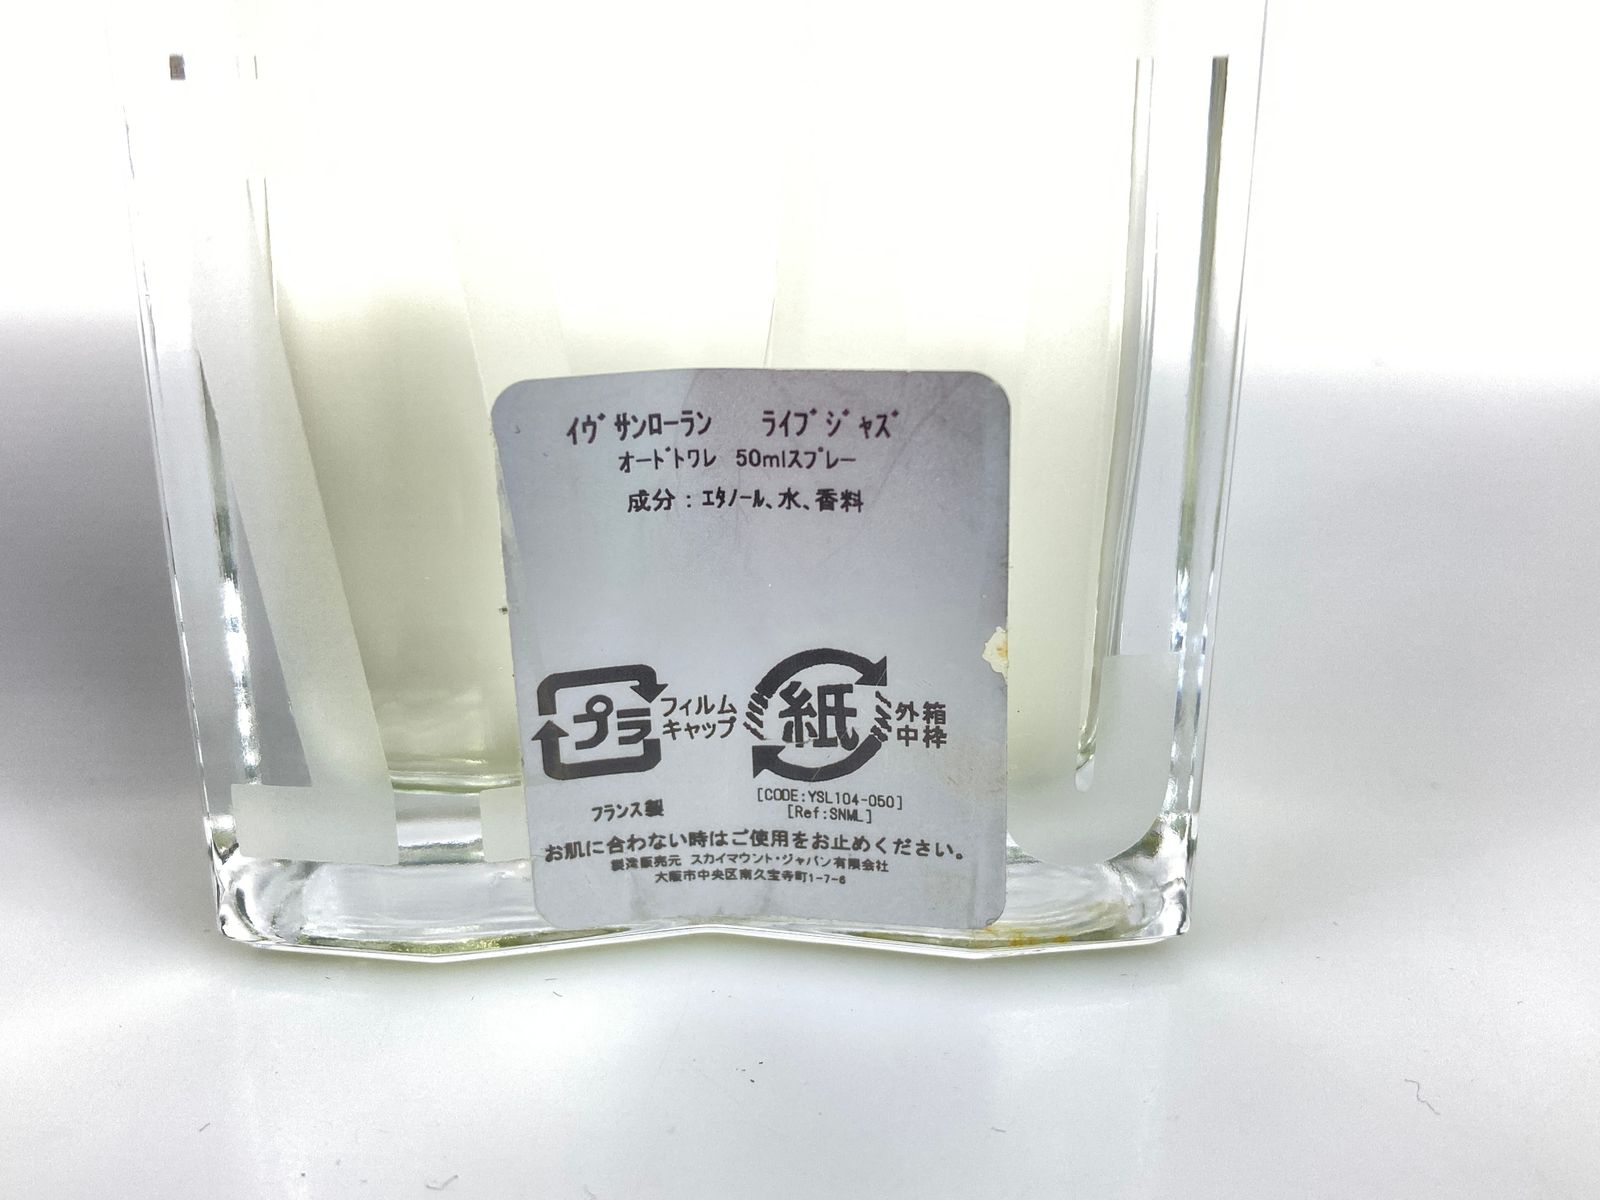 イヴサンローラン ライブジャズ
オードトワレ 50mlスプレー
成分：エタノール、水、香料
プラ
フィルム
キャップ
紙
外箱
中枠
フランス製
[CODE:YSL104-050]
[Ref:SNML]
お肌に合わない時はご使用をお止めください。
製造販売元 スカイマウント・ジャパン有限会社
大阪市中央区南久宝寺町1-7-6